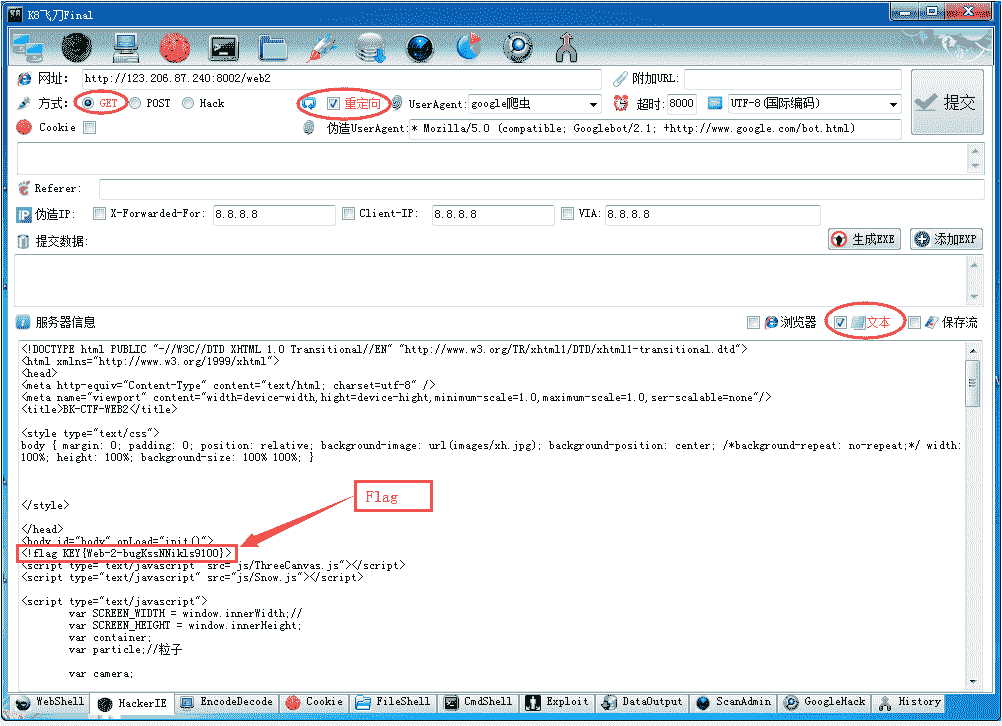 K8飞刀Final
网址: http://123.206.87.240:8002/web2 附加URL:
方式: GET POST Hack 重定向 UserAgent: google爬虫 超时: 8000 UTF-8(国际编码) 提交
Cookie 伪造UserAgent: * Mozilla/5.0 (compatible; Googlebot/2.1; +http://www.google.com/bot.html)
Referer:
IP 伪造IP: X-Forwarded-For: 8.8.8.8 Client-IP: 8.8.8.8 VIA: 8.8.8.8
提交数据: 生成EXE 添加EXP
服务器信息 浏览器 文本 保存流
<!DOCTYPE html PUBLIC "-//W3C//DTD XHTML 1.0 Transitional//EN" "http://www.w3.org/TR/xhtml1/DTD/xhtml1-transitional.dtd">
<html xmlns="http://www.w3.org/1999/xhtml">
<head>
<meta http-equiv="Content-Type" content="text/html; charset=utf-8" />
<meta name="viewport" content="width=device-width,hight=device-hight,minimum-scale=1.0,maximum-scale=1.0,ser-scalable=none"/>
<title>BK-CTF-WEB2</title>
<style type="text/css">
body { margin: 0; padding: 0; position: relative; background-image: url(images/xh.jpg); background-position: center; /*background-repeat: no-repeat;*/ width:
100%; height: 100%; background-size: 100% 100%; }
</style>
Flag
</head>
<body id="body" onLoad="init()">
<!flag KEY{Web-2-bugKssNNikls9100}>
<script type="text/javascript" src="js/ThreeCanvas.js"></script>
<script type="text/javascript" src="js/Snow.js"></script>
<script type="text/javascript">
var SCREEN_WIDTH = window.innerWidth;//
var SCREEN_HEIGHT = window.innerHeight;
var container;
var particle;//粒子
var camera;
WebShell HackerIE EncodeDecode Cookie FileShell CmdShell Exploit DataOutput ScanAdmin GoogleHack History